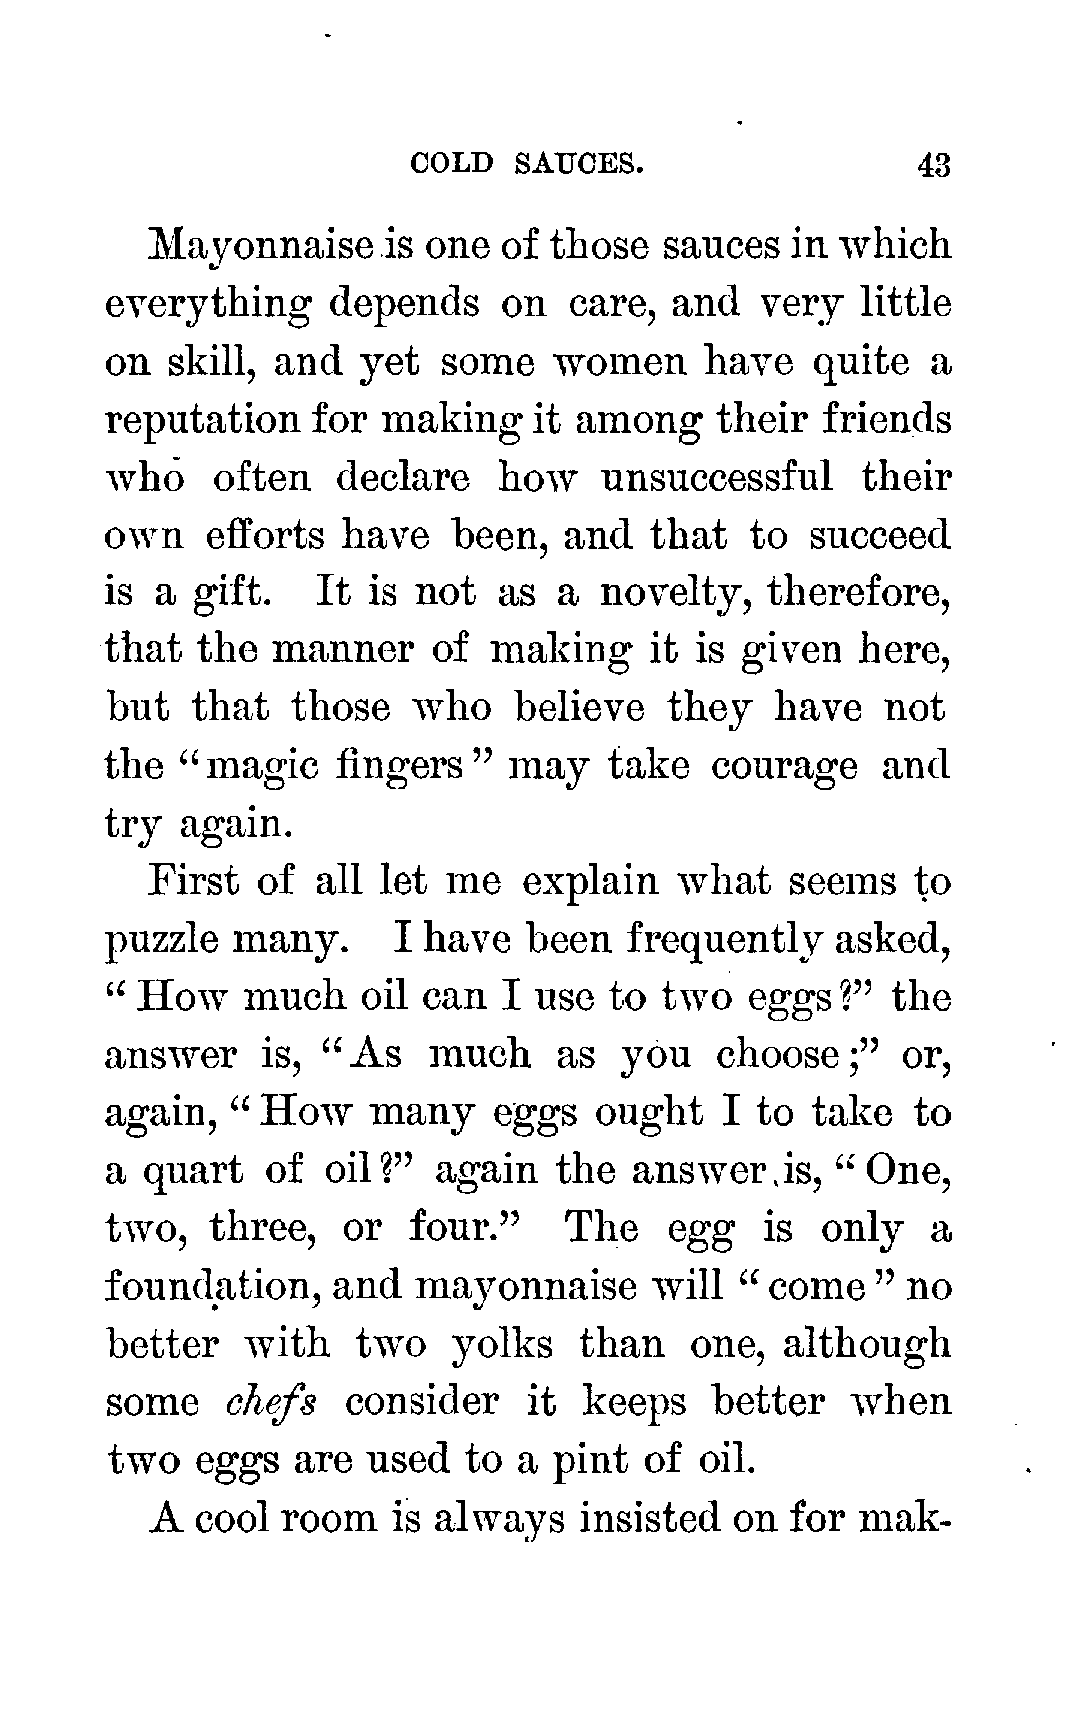 COLD SAUCES. 43
Mayonnaise is one of those sauces in which
everything depends on care, and very little
on skill, and yet some women have quite a
reputation for making it among their friends
who often declare how unsuccessful their
own efforts have been, and that to succeed
is a gift. It is not as a novelty, therefore,
that the manner of making it is given here,
but that those who believe they have not
the “magic fingers” may take courage and
try again.
First of all let me explain what seems to
puzzle many. I have been frequently asked,
“How much oil can I use to two eggs?” the
answer is, “As much as you choose;” or,
again, “How many eggs ought I to take to
a quart of oil?” again the answer is, “One,
two, three, or four.” The egg is only a
foundation, and mayonnaise will “come” no
better with two yolks than one, although
some chefs consider it keeps better when
two eggs are used to a pint of oil.
A cool room is always insisted on for mak-